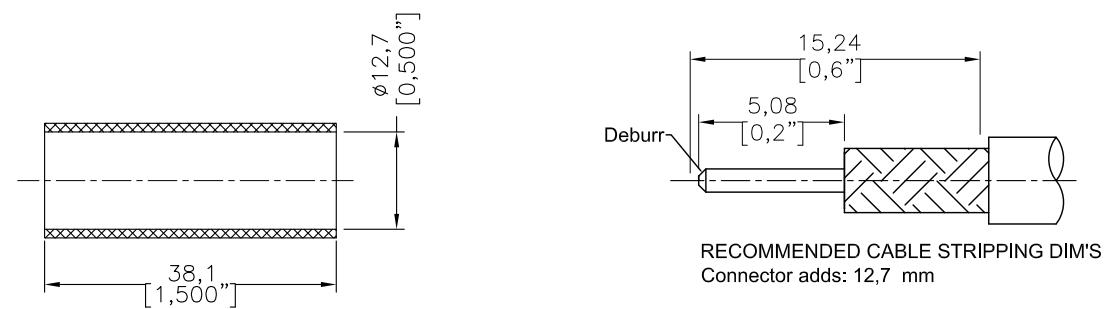 ø12,7
[0,500”]
38,1
[1,500”]
15,24
[0,6”]
5,08
[0,2”]
Deburr
RECOMMENDED CABLE STRIPPING DIM'S
Connector adds: 12,7 mm